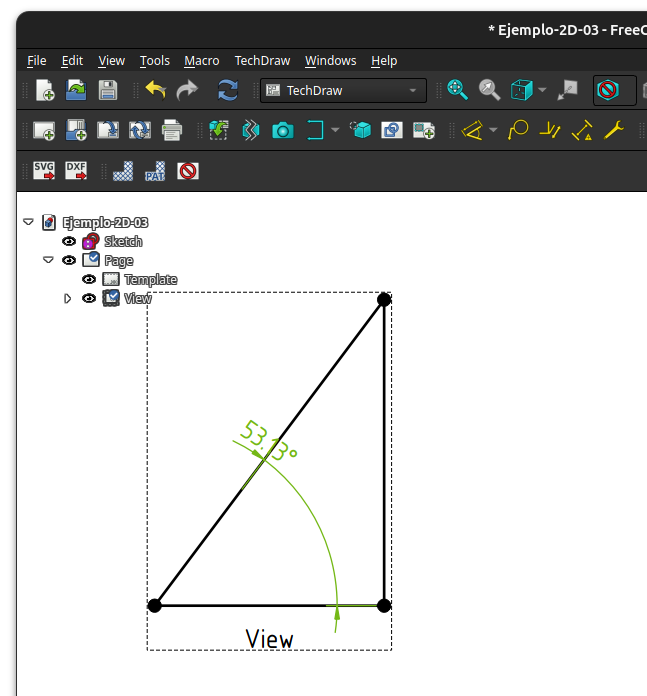 * Ejemplo-2D-03 - FreeC
File Edit View Tools Macro TechDraw Windows Help
TechDraw
SVG DXF PAT
Ejemplo-2D-03
Sketch
Page
Template
View
53.13°
View